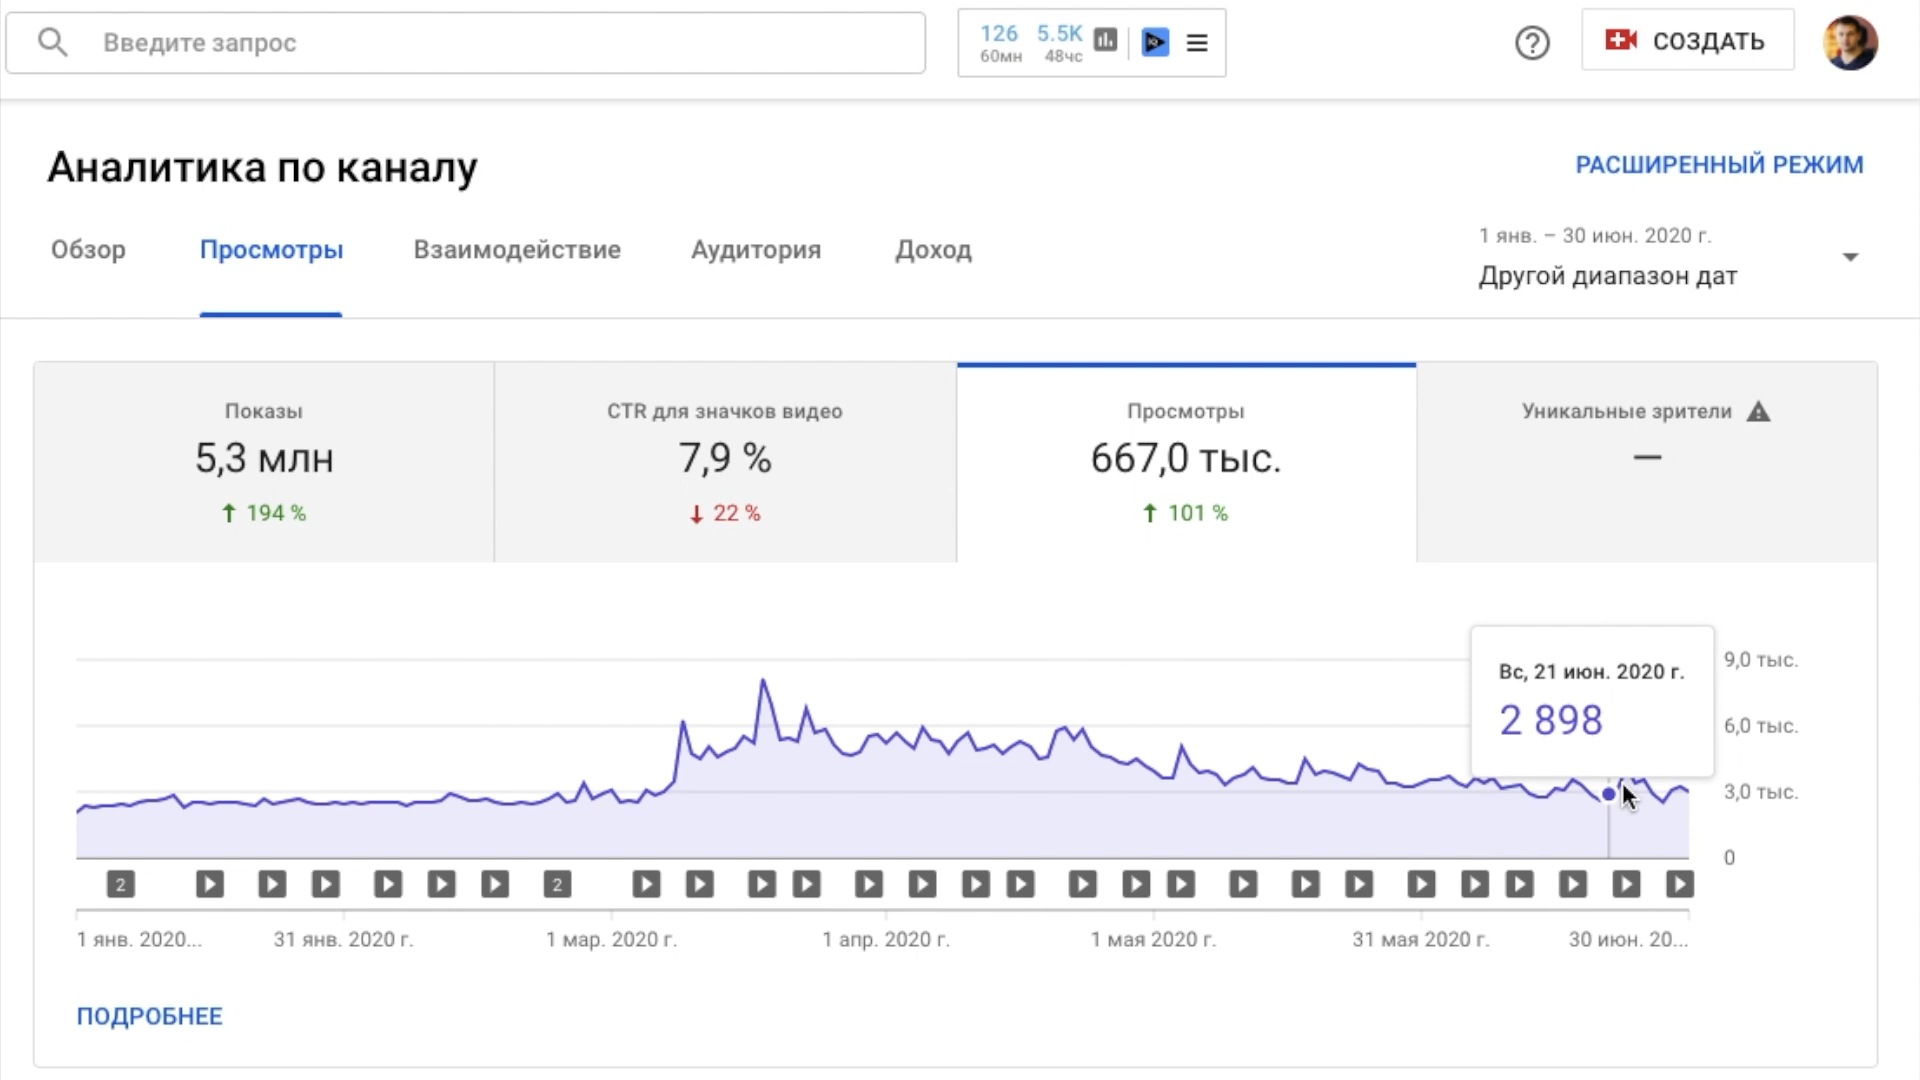 Введите запрос
126 5.5K
60мн 48чс
СОЗДАТЬ
Аналитика по каналу
РАСШИРЕННЫЙ РЕЖИМ
Обзор Просмотры Взаимодействие Аудитория Доход
1 янв. – 30 июн. 2020 г.
Другой диапазон дат
Показы
5,3 млн
194 %
CTR для значков видео
7,9 %
22 %
Просмотры
667,0 тыс.
101 %
Уникальные зрители
—
Вс, 21 июн. 2020 г.
2 898
9,0 тыс.
6,0 тыс.
3,0 тыс.
0
2 2
1 янв. 2020... 31 янв. 2020 г. 1 мар. 2020 г. 1 апр. 2020 г. 1 мая 2020 г. 31 мая 2020 г. 30 июн. 20...
ПОДРОБНЕЕ